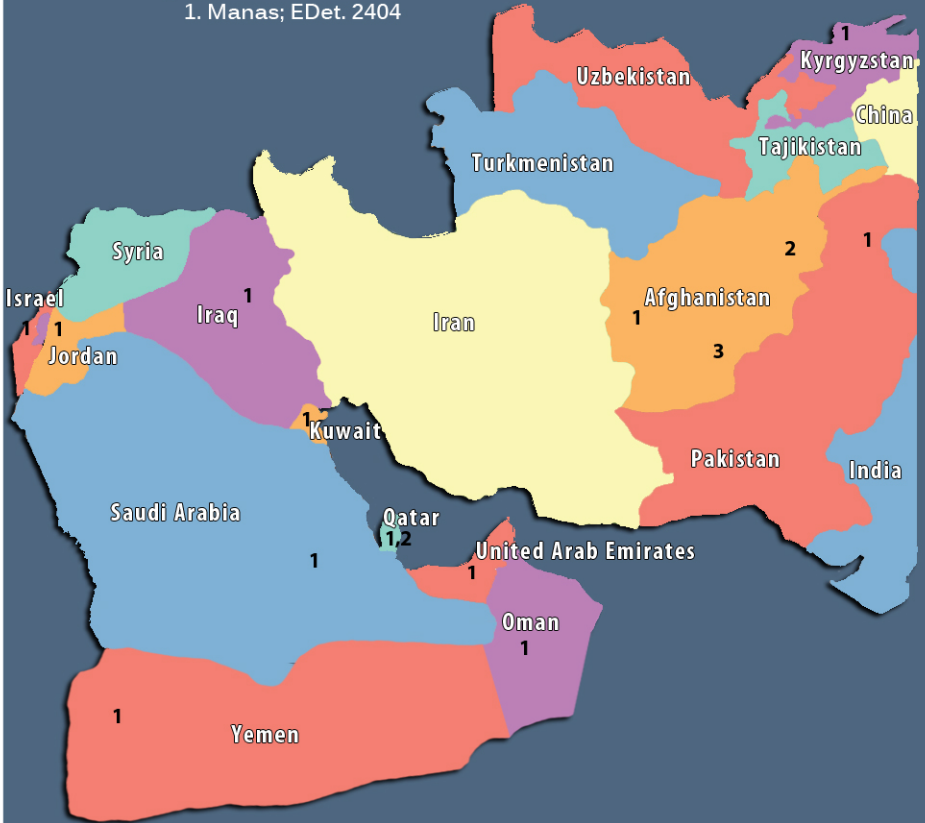 1. Manas; EDet. 2404
1
Kyrgyzstan
Uzbekistan
China
Tajikistan
Turkmenistan
Syria
1
2
Israel
1
Afghanistan
1
1
Iraq
1
Iran
Jordan
3
1
Kuwait
Pakistan
India
Saudi Arabia
Qatar
1,2
United Arab Emirates
1
1
Oman
1
1
Yemen